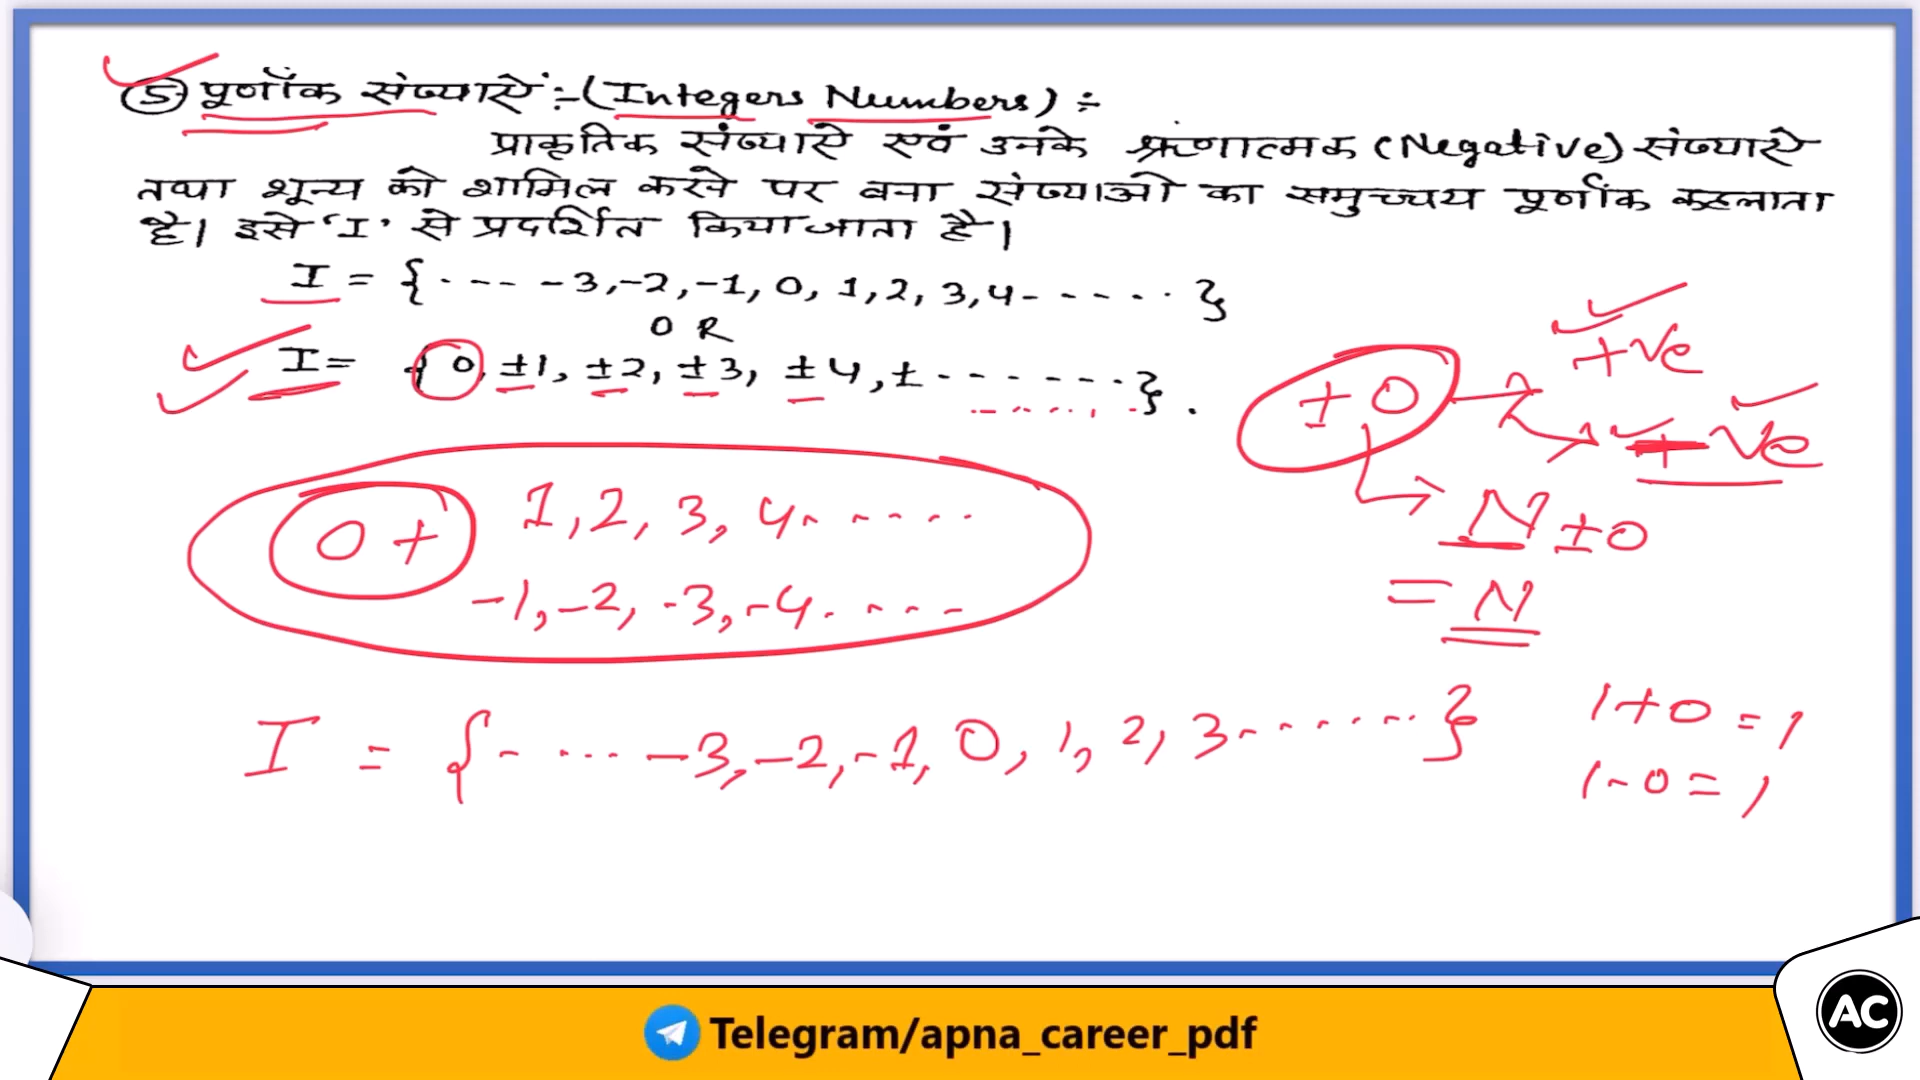 ⑤ पूर्णांक संख्याऐं :- (Integers Numbers) :-
प्राकृतिक संख्याऐ एवं उनके ऋणात्मक (Negative) संख्याऐ
तथा शून्य को शामिल करने पर बना संख्याओ का समुच्चय पूर्णांक कहलाता
है। इसे 'I' से प्रदर्शित किया जाता है।
I = {..... -3,-2,-1, 0, 1,2, 3,4- - - - - . }
OR
I = { 0, ±1, ±2, ±3, ±4, ± - - - - - - - }.
±0
+ve
-ve
0 + 1, 2, 3, 4 - - - - -
-1, -2, -3, -4 - - - -
N ±0
= N
I = { - - - - -3, -2, -1, 0, 1, 2, 3 - - - - - - }
1+0 = 1
1-0 = 1
Telegram/apna_career_pdf
AC